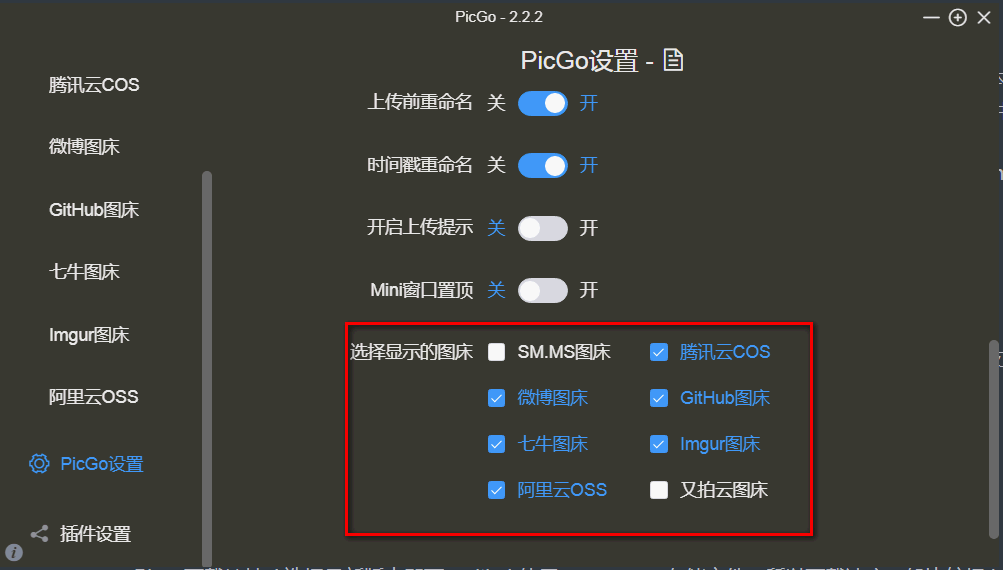 PicGo - 2.2.2
PicGo设置 -
腾讯云COS
微博图床
GitHub图床
七牛图床
Imgur图床
阿里云OSS
PicGo设置
插件设置
上传前重命名 关 开
时间戳重命名 关 开
开启上传提示 关 开
Mini窗口置顶 关 开
选择显示的图床 SM.MS图床 腾讯云COS
微博图床 GitHub图床
七牛图床 Imgur图床
阿里云OSS 又拍云图床